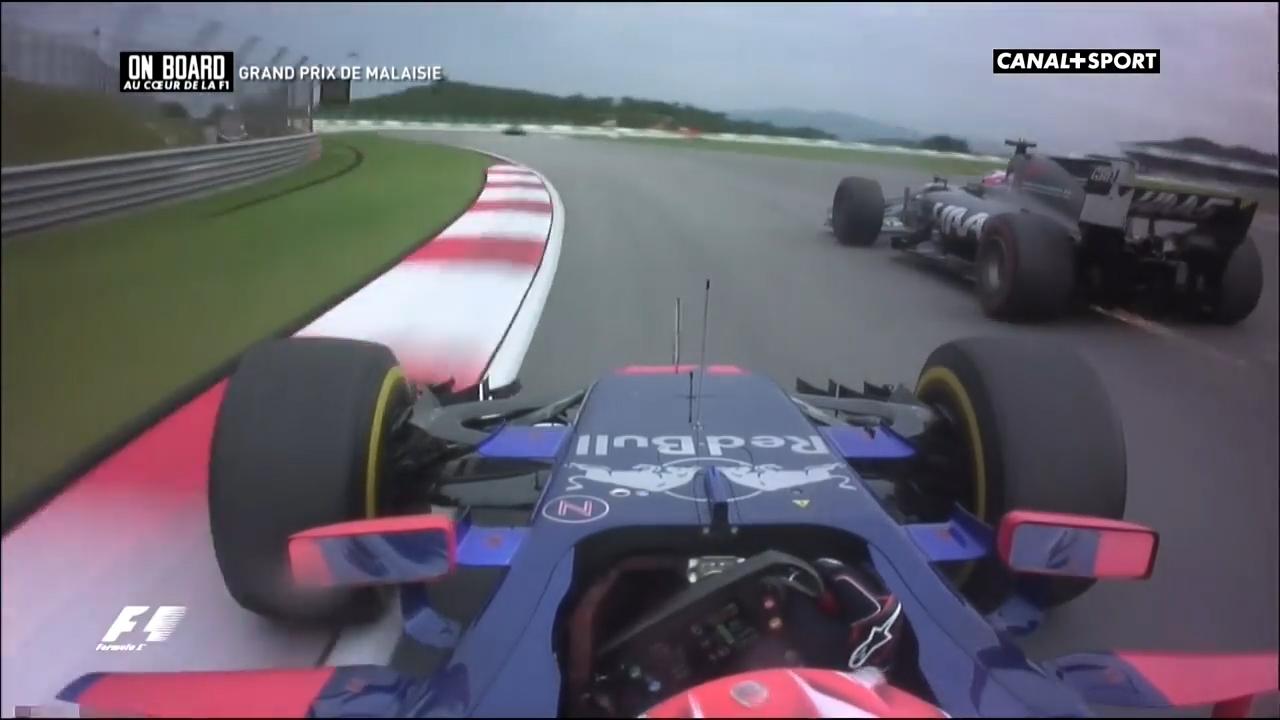 ON BOARD
AU CŒUR DE LA F1
GRAND PRIX DE MALAISIE
CANAL+SPORT
HAAS
Red Bull
F1
Formula 1